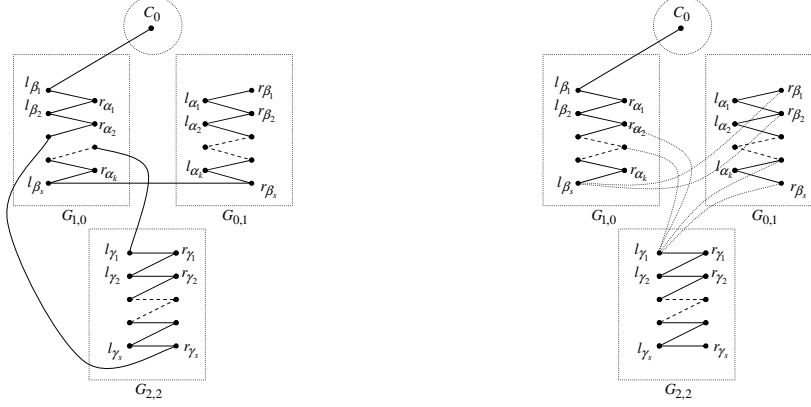 C0
lβ1
lβ2
rα1
rα2
rαk
lβs
G1,0
lα1
lα2
lαk
rβ1
rβ2
rβs
G0,1
lγ1
lγ2
lγs
rγ1
rγ2
rγs
G2,2
C0
lβ1
lβ2
rα1
rα2
rαk
lβs
G1,0
lα1
lα2
lαk
rβ1
rβ2
rβs
G0,1
lγ1
lγ2
lγs
rγ1
rγ2
rγs
G2,2